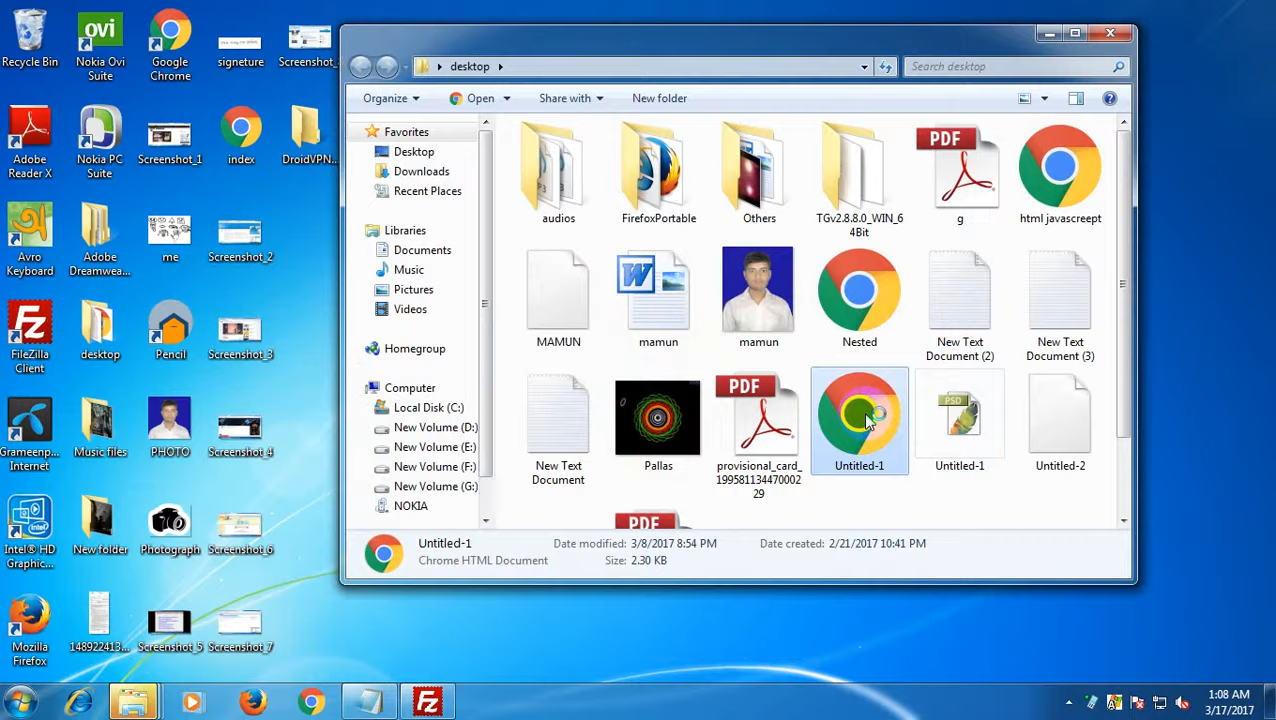 Recycle Bin
Nokia Ovi
Suite
ovi
Google
Chrome
signeture
Screenshot_
Adobe
Reader X
Nokia PC
Suite
Screenshot_1
index
DroidVPN...
Avro
Keyboard
Adobe
Dreamwea...
me
Screenshot_2
FileZilla
Client
desktop
Pencil
Screenshot_3
Grameenp...
Internet
Music files
PHOTO
Screenshot_4
Intel® HD
Graphic...
New folder
Photograph
Screenshot_6
Mozilla
Firefox
148922413...
Screenshot_5
Screenshot_7
desktop
Search desktop
Organize
Open
Share with
New folder
Favorites
Desktop
Downloads
Recent Places
Libraries
Documents
Music
Pictures
Videos
Homegroup
Computer
Local Disk (C:)
New Volume (D:)
New Volume (E:)
New Volume (F:)
New Volume (G:)
NOKIA
audios
FirefoxPortable
Others
TGv2.8.8.0_WIN_6
4Bit
PDF
g
html javascreept
MAMUN
W
mamun
mamun
Nested
New Text
Document (2)
New Text
Document (3)
New Text
Document
Pallas
PDF
provisional_card_
199581134470002
29
Untitled-1
PSD
Untitled-1
Untitled-2
PDF
Untitled-1
Chrome HTML Document
Date modified: 3/8/2017 8:54 PM
Size: 2.30 KB
Date created: 2/21/2017 10:41 PM
1:08 AM
3/17/2017